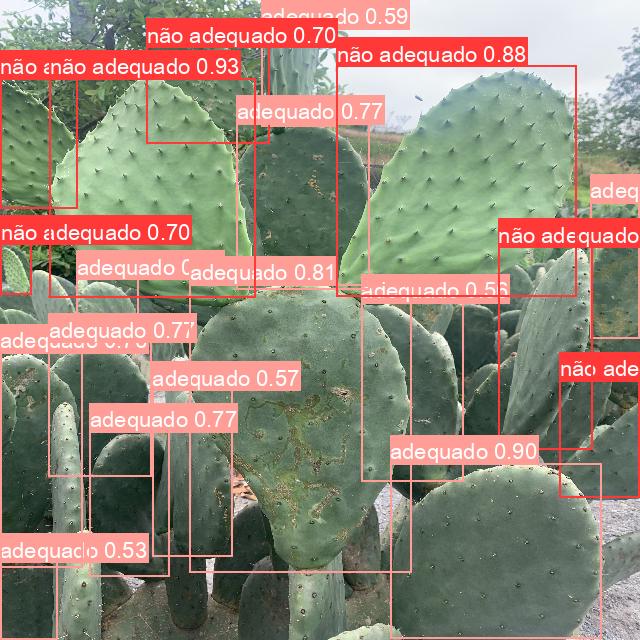 adequado 0.59
não adequado 0.70
não adequado 0.88
não a
não adequado 0.93
adequado 0.77
adeq
não a
adequado 0.70
não adequado
adequado
adequado 0.81
adequado 0.56
adequado 0.77
adequado 0.57
não ade
adequado 0.77
adequado 0.90
adequado 0.53